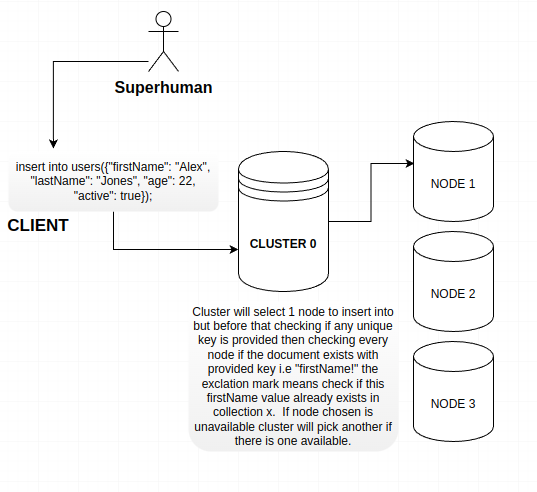 Superhuman
insert into users({"firstName": "Alex",
"lastName": "Jones", "age": 22,
"active": true});
CLIENT
CLUSTER 0
NODE 1
NODE 2
NODE 3
Cluster will select 1 node to insert into
but before that checking if any unique
key is provided then checking every
node if the document exists with
provided key i.e "firstName!" the
exclation mark means check if this
firstName value already exists in
collection x.  If node chosen is
unavailable cluster will pick another if
there is one available.